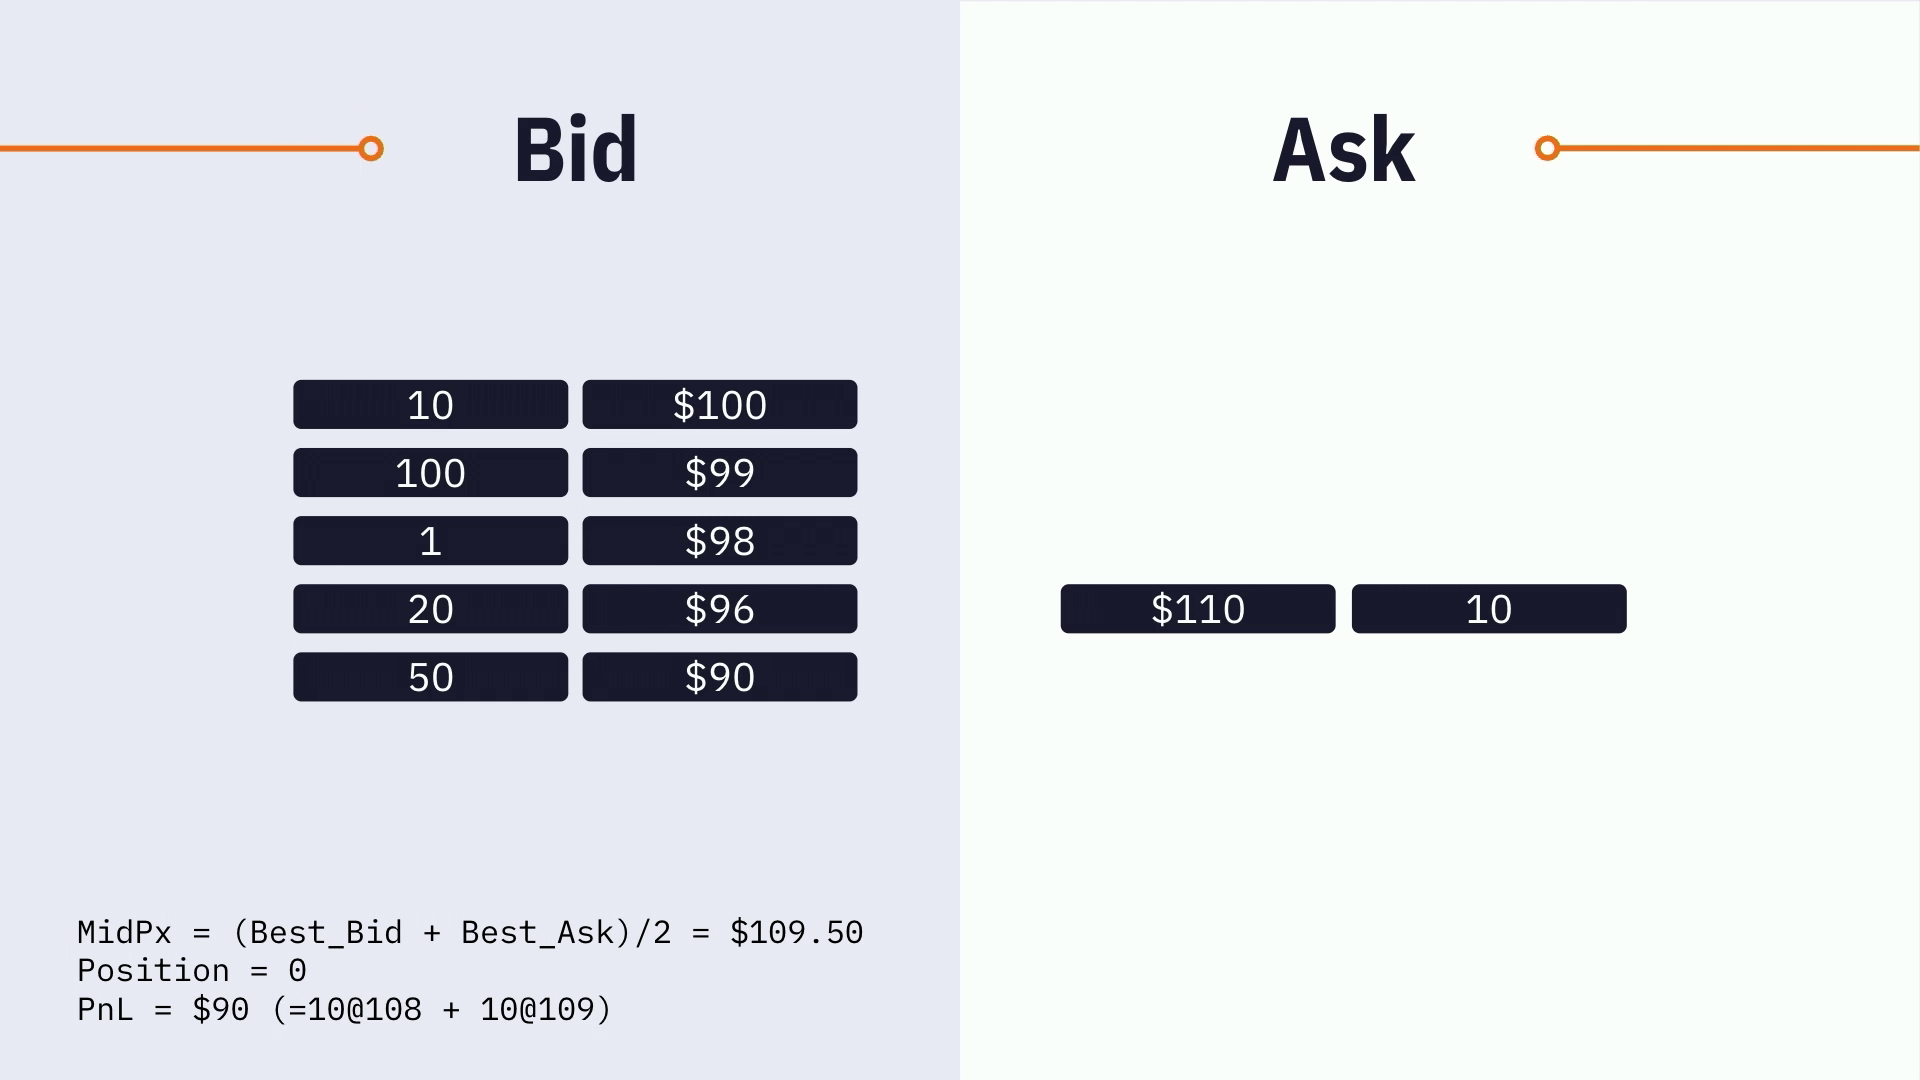 Bid
Ask
10 $100
100 $99
1 $98
20 $96 $110 10
50 $90
MidPx = (Best_Bid + Best_Ask)/2 = $109.50
Position = 0
PnL = $90 (=10@108 + 10@109)